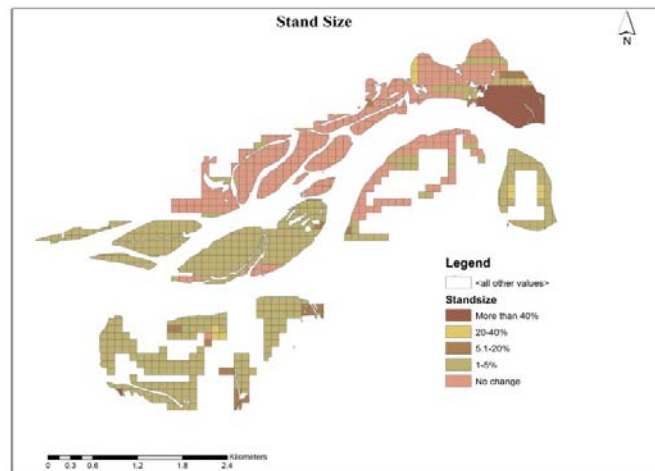 Stand Size
N
Legend
<all other values>
Standsize
More than 40%
20-40%
5.1-20%
1-5%
No change
Kilometers
0 0.3 0.6 1.2 1.8 2.4